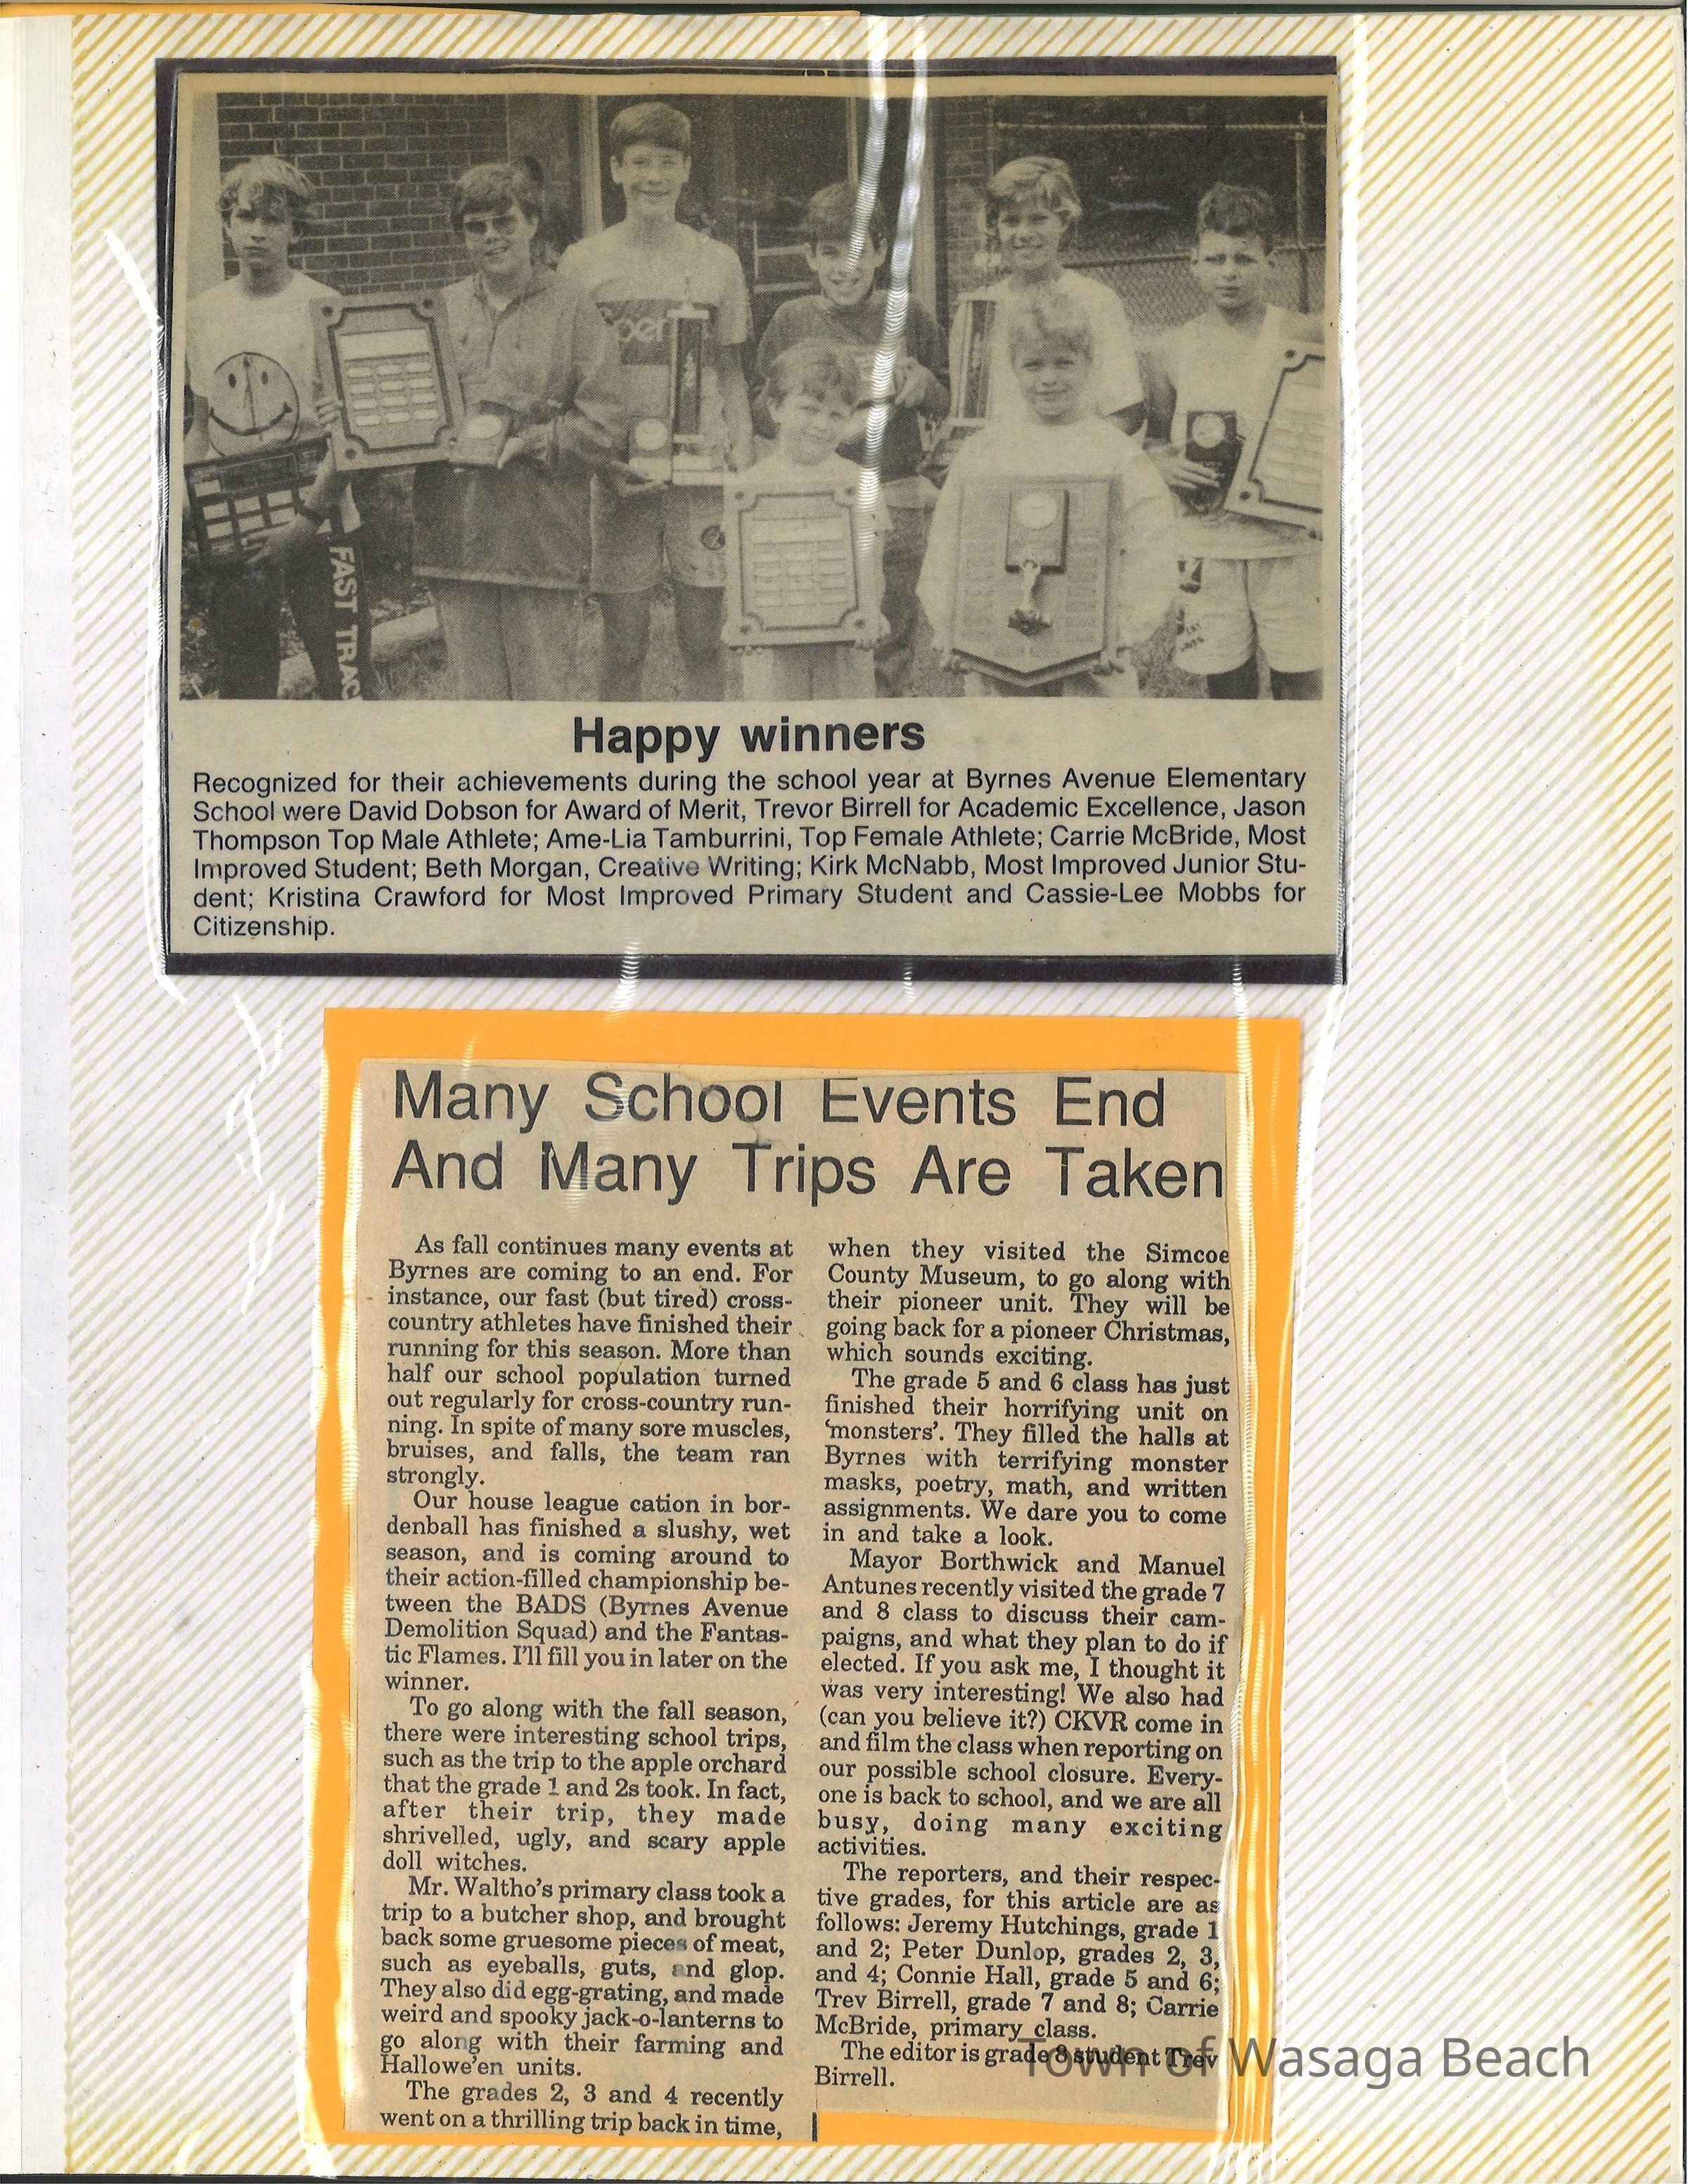 Spen
FAST TRAC
Happy winners
Recognized for their achievements during the school year at Byrnes Avenue Elementary
School were David Dobson for Award of Merit, Trevor Birrell for Academic Excellence, Jason
Thompson Top Male Athlete; Ame-Lia Tamburrini, Top Female Athlete; Carrie McBride, Most
Improved Student; Beth Morgan, Creative Writing; Kirk McNabb, Most Improved Junior Stu-
dent; Kristina Crawford for Most Improved Primary Student and Cassie-Lee Mobbs for
Citizenship.
Many School Events End
And Many Trips Are Taken
As fall continues many events at
Byrnes are coming to an end. For
instance, our fast (but tired) cross-
country athletes have finished their
running for this season. More than
half our school population turned
out regularly for cross-country run-
ning. In spite of many sore muscles,
bruises, and falls, the team ran
strongly.
Our house league cation in bor-
denball has finished a slushy, wet
season, and is coming around to
their action-filled championship be-
tween the BADS (Byrnes Avenue
Demolition Squad) and the Fantas-
tic Flames. I'll fill you in later on the
winner.
To go along with the fall season,
there were interesting school trips,
such as the trip to the apple orchard
that the grade 1 and 2s took. In fact,
after their trip, they made
shrivelled, ugly, and scary apple
doll witches.
Mr. Waltho's primary class took a
trip to a butcher shop, and brought
back some gruesome pieces of meat,
such as eyeballs, guts, and glop.
They also did egg-grating, and made
weird and spooky jack-o-lanterns to
go along with their farming and
Hallowe'en units.
The grades 2, 3 and 4 recently
went on a thrilling trip back in time,
when they visited the Simcoe
County Museum, to go along with
their pioneer unit. They will be
going back for a pioneer Christmas,
which sounds exciting.
The grade 5 and 6 class has just
finished their horrifying unit on
'monsters'. They filled the halls at
Byrnes with terrifying monster
masks, poetry, math, and written
assignments. We dare you to come
in and take a look.
Mayor Borthwick and Manuel
Antunes recently visited the grade 7
and 8 class to discuss their cam-
paigns, and what they plan to do if
elected. If you ask me, I thought it
was very interesting! We also had
(can you believe it?) CKVR come in
and film the class when reporting on
our possible school closure. Every-
one is back to school, and we are all
busy, doing many exciting
activities.
The reporters, and their respec-
tive grades, for this article are as
follows: Jeremy Hutchings, grade 1
and 2; Peter Dunlop, grades 2, 3,
and 4; Connie Hall, grade 5 and 6;
Trev Birrell, grade 7 and 8; Carrie
McBride, primary class.
The editor is grade 8 student Trev
Birrell.
Town of Wasaga Beach